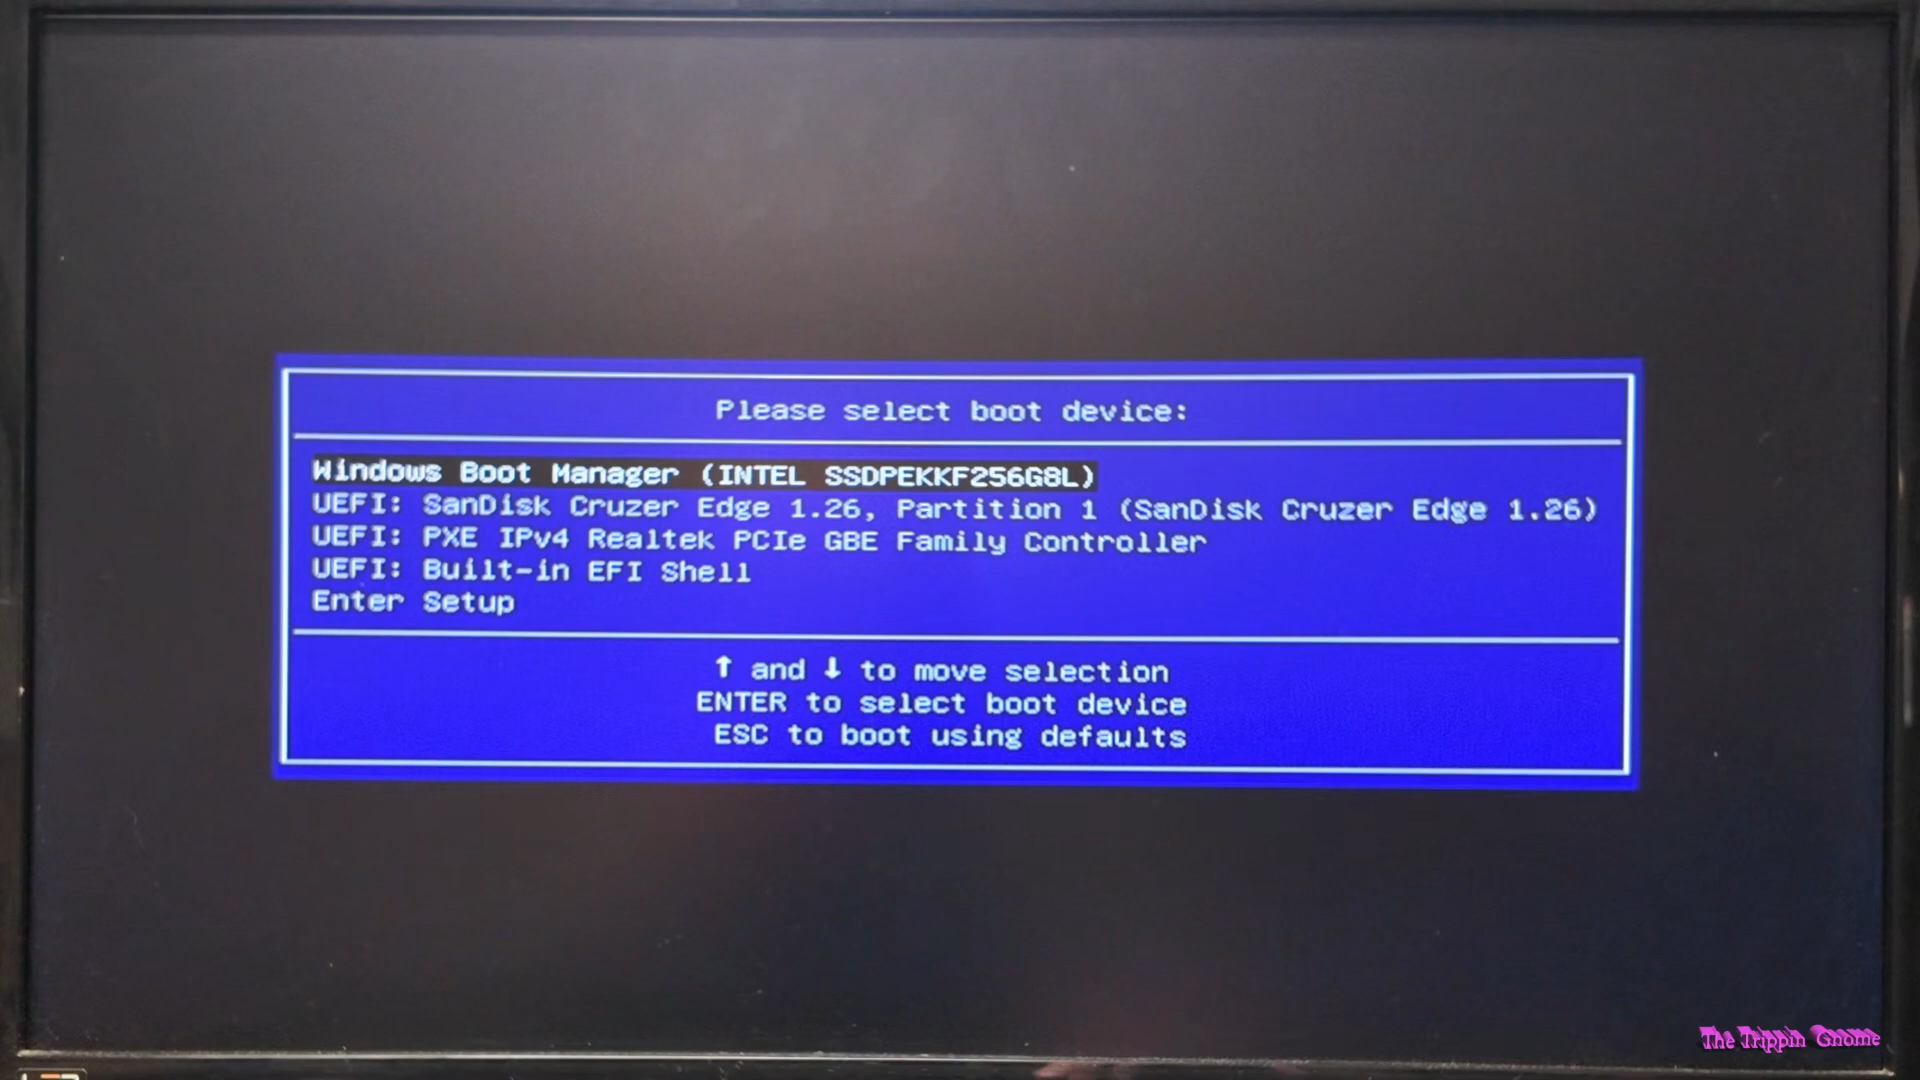 Please select boot device:
Windows Boot Manager (INTEL SSDPEKKF256G8L)
UEFI: SanDisk Cruzer Edge 1.26, Partition 1 (SanDisk Cruzer Edge 1.26)
UEFI: PXE IPv4 Realtek PCIe GBE Family Controller
UEFI: Built-in EFI Shell
Enter Setup
↑ and ↓ to move selection
ENTER to select boot device
ESC to boot using defaults
The Trippin Gnome